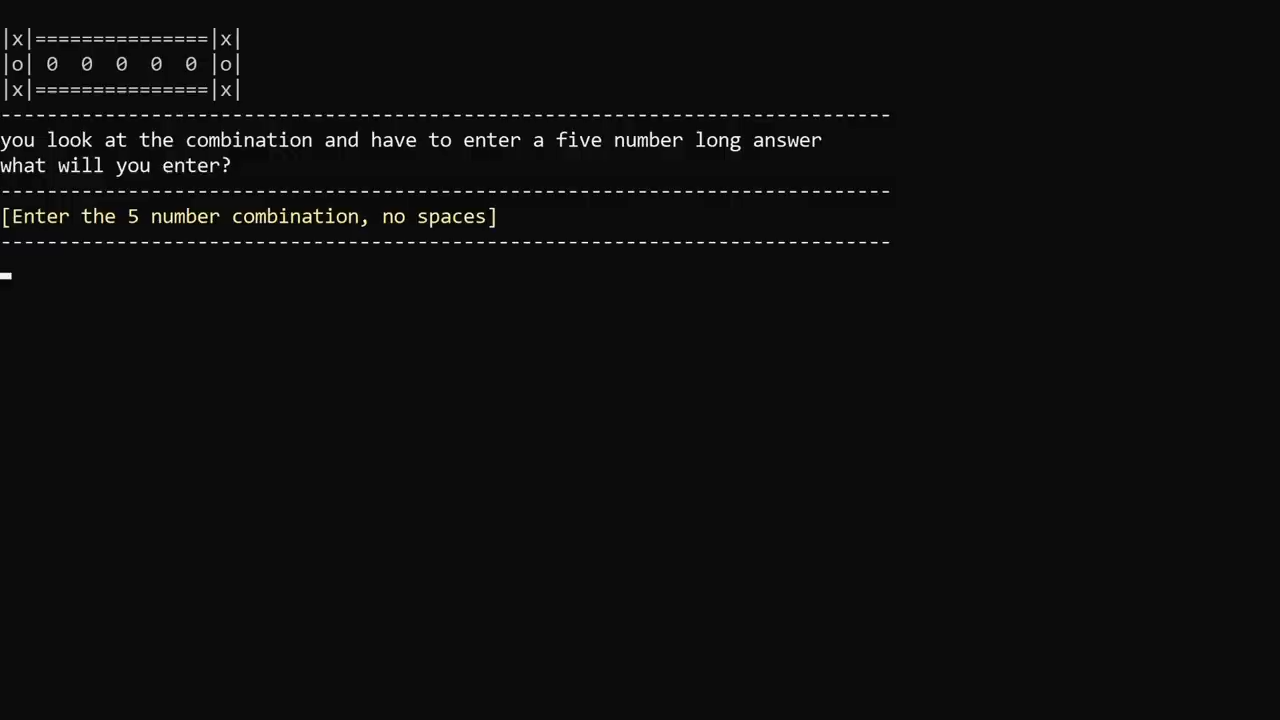 |x|===============|x|
|o| 0  0  0  0  0 |o|
|x|===============|x|
-----------------------------------------------------------------------------
you look at the combination and have to enter a five number long answer
what will you enter?
-----------------------------------------------------------------------------
[Enter the 5 number combination, no spaces]
-----------------------------------------------------------------------------